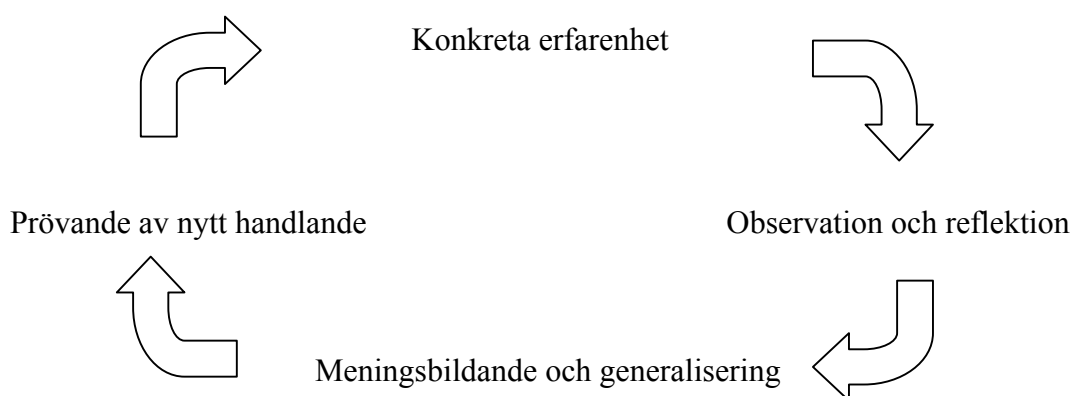 Konkreta erfarenhet
Prövande av nytt handlande
Observation och reflektion
Meningsbildande och generalisering